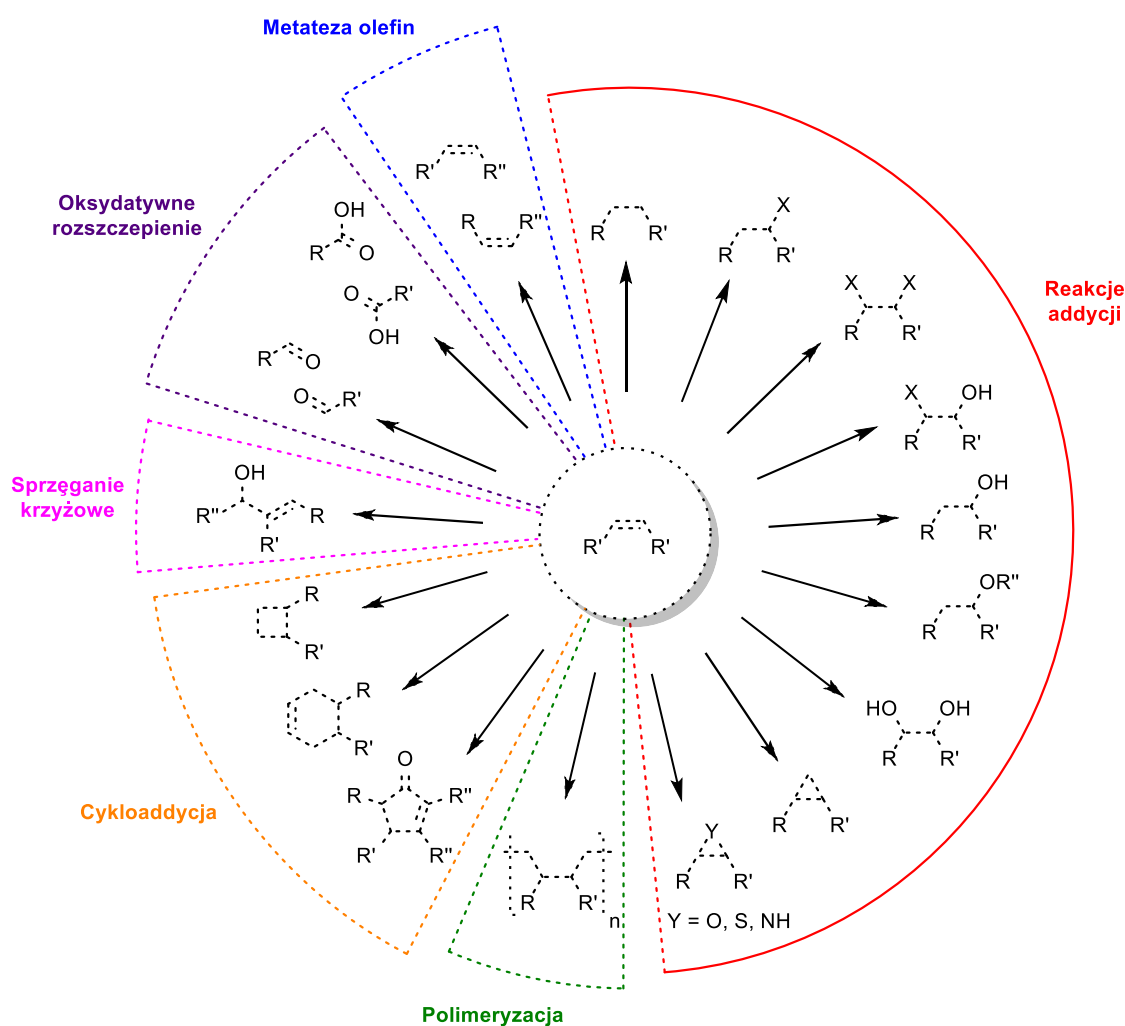 Metateza olefin
R' R"
R R"
Oksydatywne
rozszczepienie
OH
R O
O R'
OH
R O
O R'
Sprzęganie
krzyżowe
OH
R" R
R'
R
R'
R
R'
Cykloaddycja
O
R R"
R' R"
R R'
n
Polimeryzacja
R' R'
R R'
X
R R'
X X
R R'
Reakcje
addycji
X OH
R R'
OH
R R'
OR"
R R'
HO OH
R R'
R R'
Y
R R'
Y = O, S, NH